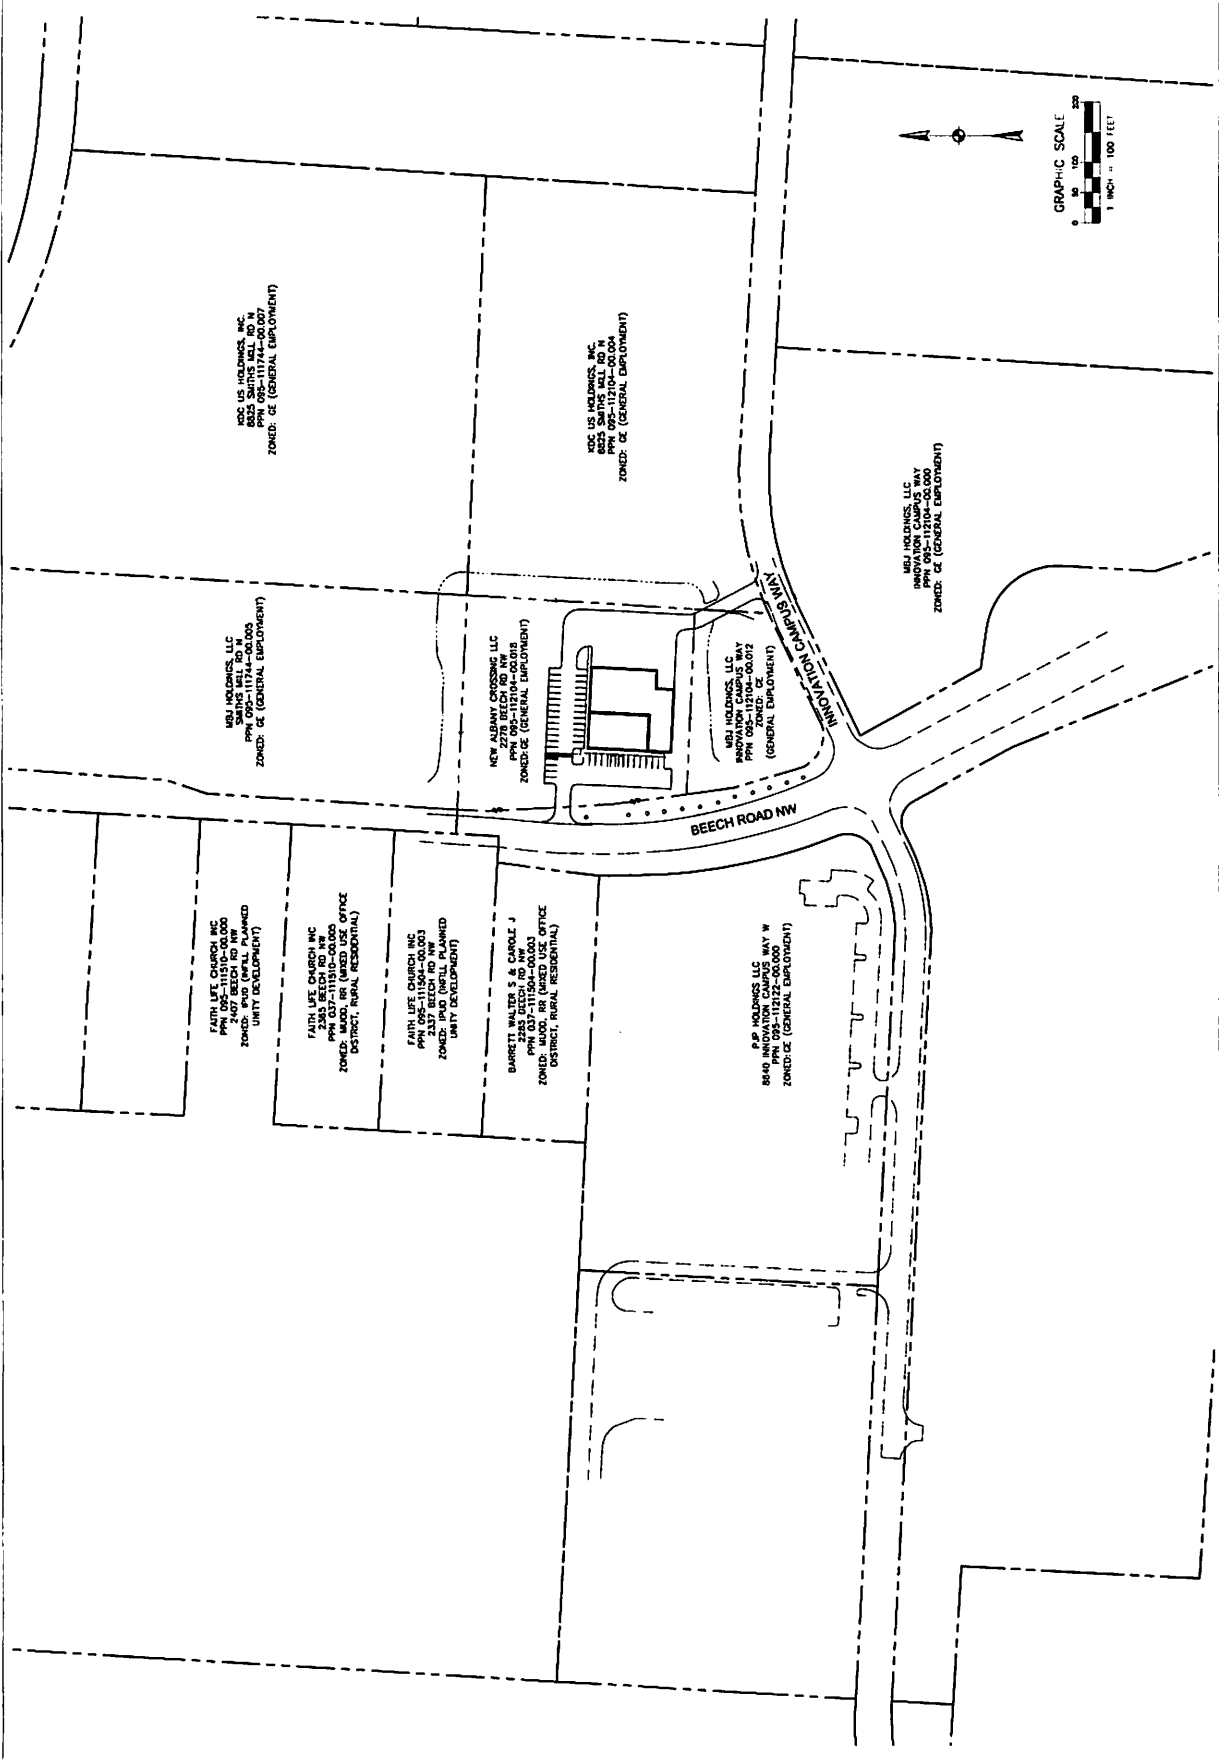 KDC US HOLDINGS, INC.
6825 SMITHS MILL RD N
PPN 095-111744-00.007
ZONED: GE (GENERAL EMPLOYMENT)
KDC US HOLDINGS, INC.
6825 SMITHS MILL RD N
PPN 095-112104-00.004
ZONED: GE (GENERAL EMPLOYMENT)
GRAPHIC SCALE
0
50
100
200
1 INCH = 100 FEET
MBJ HOLDINGS, LLC
SMITHS MILL RD N
PPN 095-111744-00.005
ZONED: GE (GENERAL EMPLOYMENT)
NEW ALBANY CROSSING LLC
2270 BEECH RD NW
PPN 095-112104-00.018
ZONED: GE (GENERAL EMPLOYMENT)
MBJ HOLDINGS, LLC
INNOVATION CAMPUS WAY
PPN 095-112104-00.012
ZONED: GE
(GENERAL EMPLOYMENT)
INNOVATION CAMPUS WAY
MBJ HOLDINGS, LLC
INNOVATION CAMPUS WAY
PPN 095-112104-00.000
ZONED: GE (GENERAL EMPLOYMENT)
BEECH ROAD NW
FAITH LIFE CHURCH INC
PPN 095-111510-00.000
2407 BEECH RD NW
ZONED: IPUD (INFILL PLANNED
UNITY DEVELOPMENT)
FAITH LIFE CHURCH INC
2365 BEECH RD NW
PPN 037-111510-00.005
ZONED: MUOD, RR (MIXED USE OFFICE
DISTRICT, RURAL RESIDENTIAL)
FAITH LIFE CHURCH INC
PPN 095-111504-00.003
2337 BEECH RD NW
ZONED: IPUD (INFILL PLANNED
UNITY DEVELOPMENT)
BARRETT WALTER S & CAROLE J
2283 BEECH RD NW
PPN 037-111504-00.003
ZONED: MUOD, RR (MIXED USE OFFICE
DISTRICT, RURAL RESIDENTIAL)
PJP HOLDINGS LLC
8840 INNOVATION CAMPUS WAY W
PPN 095-112122-00.000
ZONED: GE (GENERAL EMPLOYMENT)